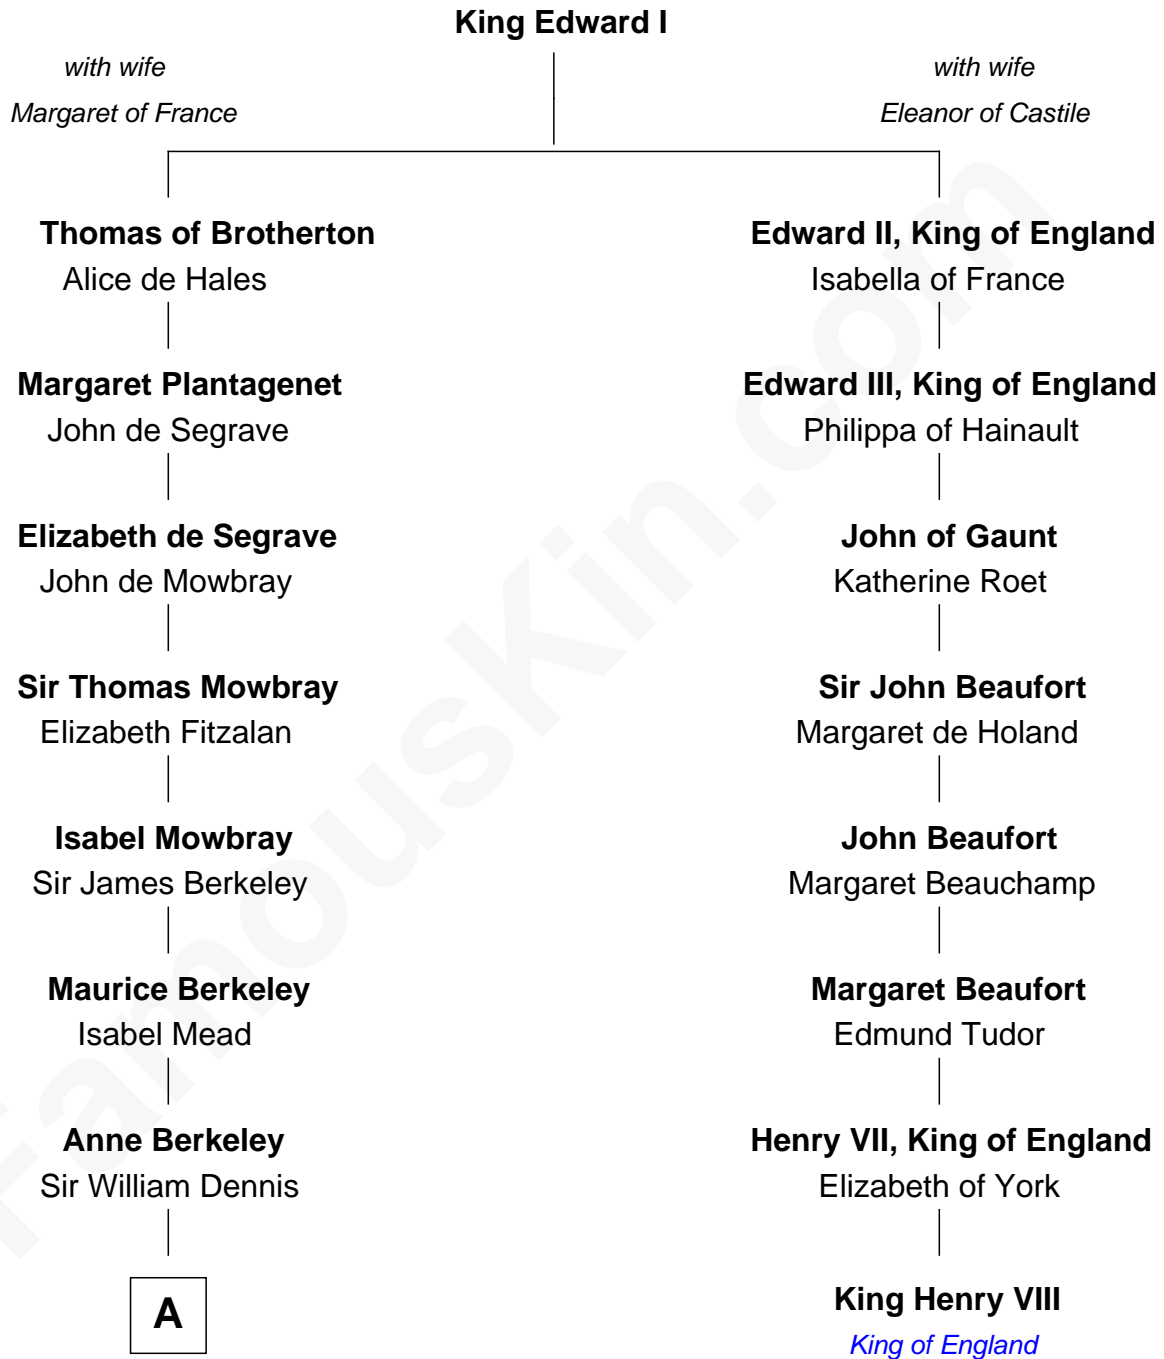 King Edward I
with wife
Margaret of France
with wife
Eleanor of Castile
Thomas of Brotherton
Alice de Hales
Edward II, King of England
Isabella of France
Margaret Plantagenet
John de Segrave
Edward III, King of England
Philippa of Hainault
Elizabeth de Segrave
John de Mowbray
John of Gaunt
Katherine Roet
Sir Thomas Mowbray
Elizabeth Fitzalan
Sir John Beaufort
Margaret de Holand
Isabel Mowbray
Sir James Berkeley
John Beaufort
Margaret Beauchamp
Maurice Berkeley
Isabel Mead
Margaret Beaufort
Edmund Tudor
Anne Berkeley
Sir William Dennis
Henry VII, King of England
Elizabeth of York
A
King Henry VIII
King of England
FamousKin.com